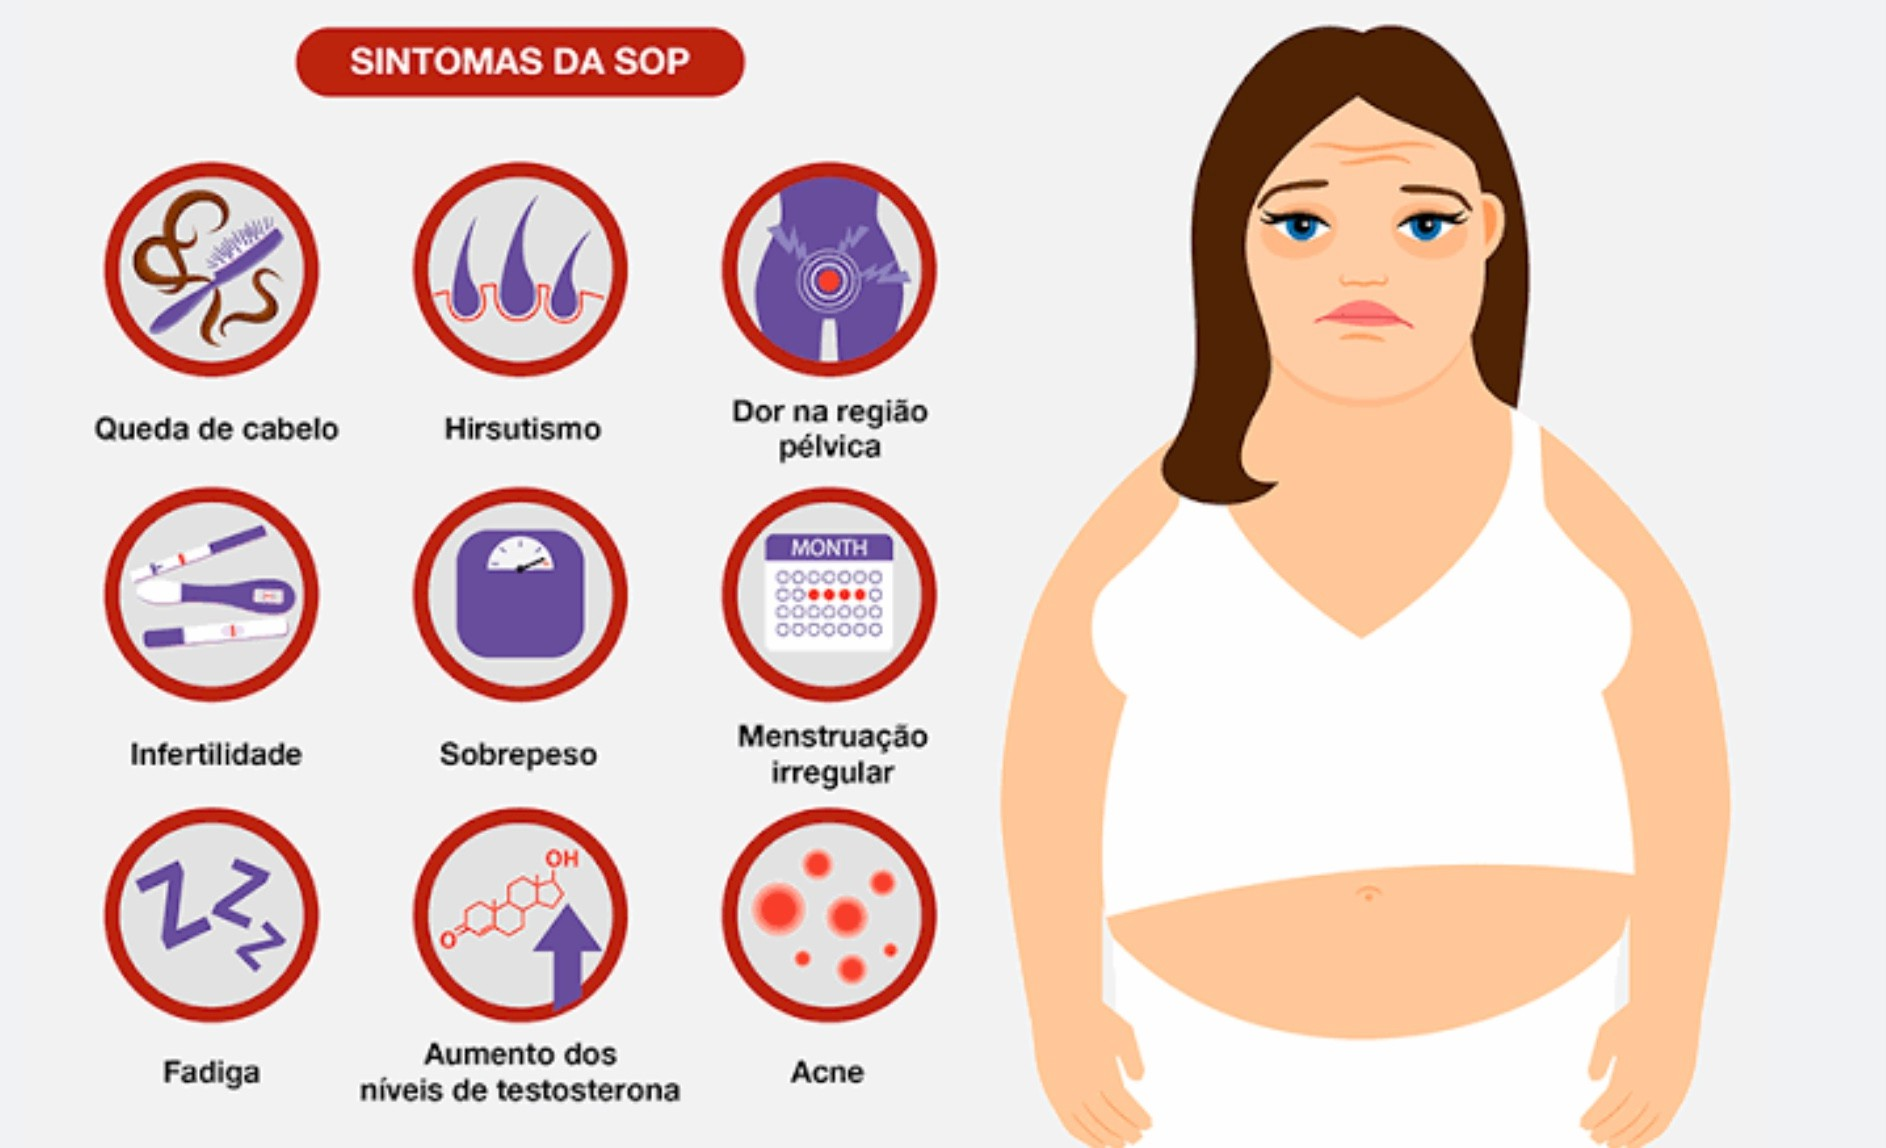 SINTOMAS DA SOP
Queda de cabelo
Hirsutismo
Dor na região
pélvica
MONTH
Infertilidade
Sobrepeso
Menstruação
irregular
OH
O
Fadiga
Aumento dos
níveis de testosterona
Acne